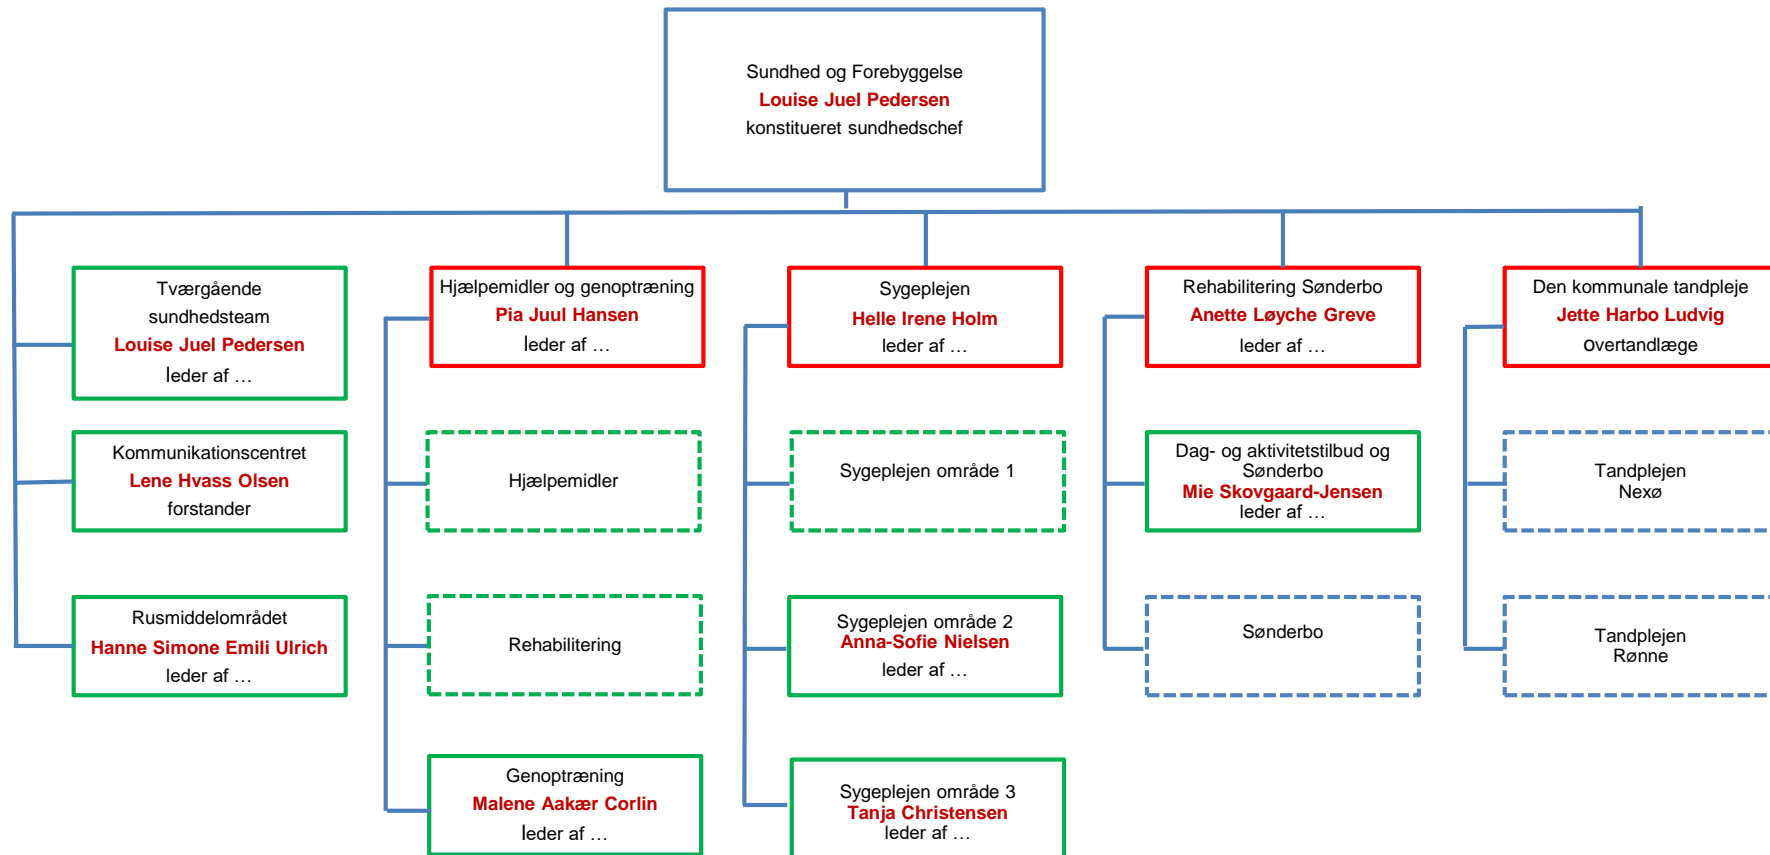 Sundhed og Forebyggelse
Louise Juel Pedersen
konstitueret sundhedschef
Tværgående
sundhedsteam
Louise Juel Pedersen
leder af …
Kommunikationscentret
Lene Hvass Olsen
forstander
Rusmiddelområdet
Hanne Simone Emili Ulrich
leder af …
Hjælpemidler og genoptræning
Pia Juul Hansen
leder af …
Hjælpemidler
Rehabilitering
Genoptræning
Malene Aakær Corlin
leder af …
Sygeplejen
Helle Irene Holm
leder af …
Sygeplejen område 1
Sygeplejen område 2
Anna-Sofie Nielsen
leder af …
Sygeplejen område 3
Tanja Christensen
leder af …
Rehabilitering Sønderbo
Anette Løyche Greve
leder af …
Dag- og aktivitetstilbud og
Sønderbo
Mie Skovgaard-Jensen
leder af …
Sønderbo
Den kommunale tandpleje
Jette Harbo Ludvig
overtandlæge
Tandplejen
Nexø
Tandplejen
Rønne